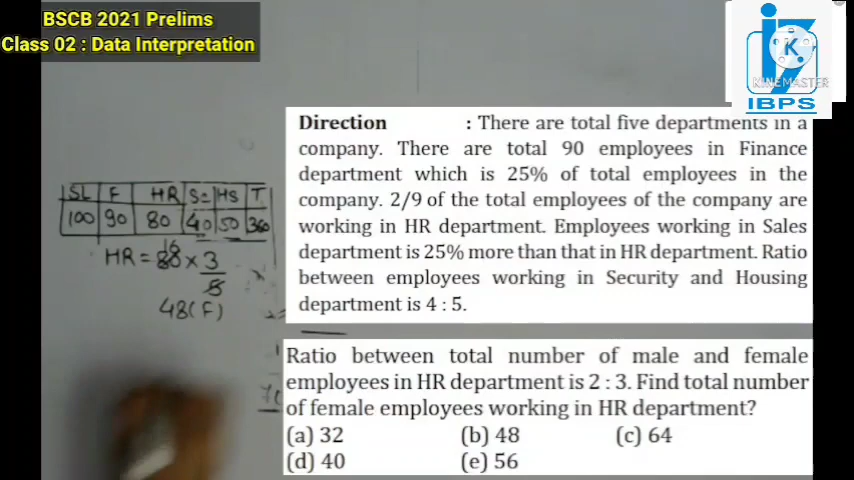 BSCB 2021 Prelims
Class 02 : Data Interpretation
K
KINEMASTER
IBPS
SL F HR S= HS T
100 90 80 40 50 360
HR = 80 × 3
16
5
48(F)
Direction : There are total five departments in a
company. There are total 90 employees in Finance
department which is 25% of total employees in the
company. 2/9 of the total employees of the company are
working in HR department. Employees working in Sales
department is 25% more than that in HR department. Ratio
between employees working in Security and Housing
department is 4 : 5.
Ratio between total number of male and female
employees in HR department is 2 : 3. Find total number
of female employees working in HR department?
(a) 32 (b) 48 (c) 64
(d) 40 (e) 56